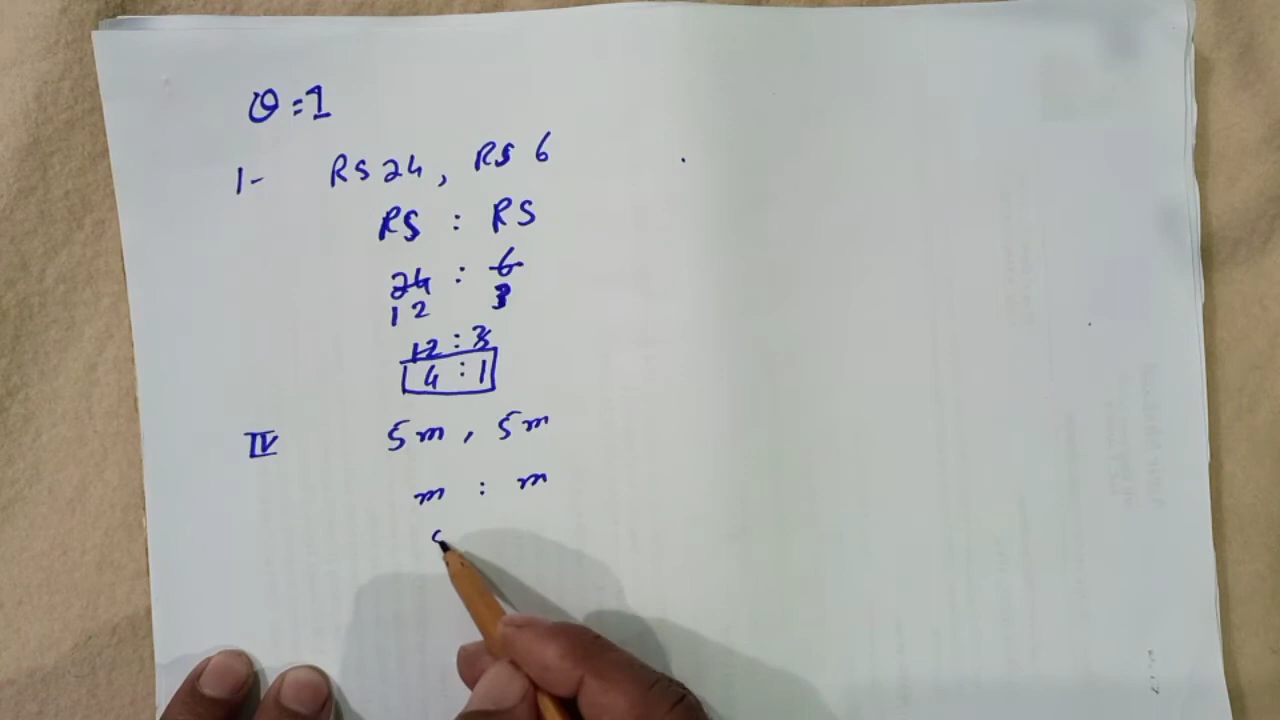 Q=1
1- RS 24, RS 6
RS : RS
24 : 6
12 3
12 : 3
4 : 1
IV 5m, 5m
m : m